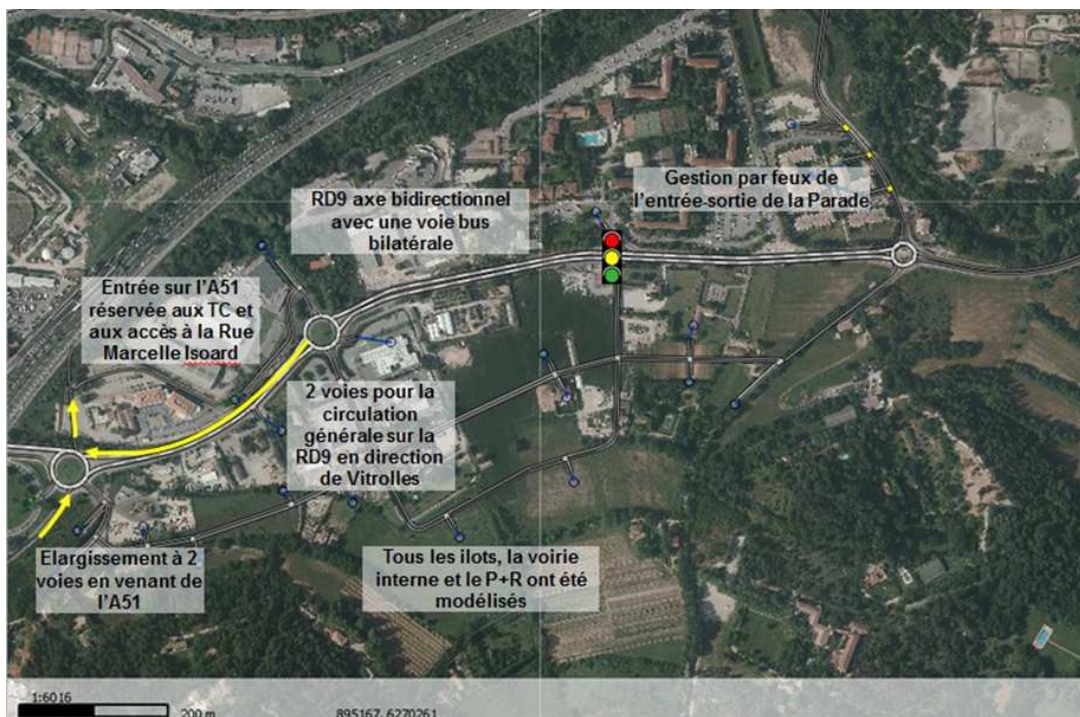 Gestion par feux de
l'entrée-sortie de la Parade
RD9 axe bidirectionnel
avec une voie bus
bilatérale
Entrée sur l'A51
réservée aux TC et
aux accès à la Rue
Marcelle Isoard
2 voies pour la
circulation
générale sur la
RD9 en direction
de Vitrolles
Elargissement à 2
voies en venant de
l'A51
Tous les ilots, la voirie
interne et le P+R ont été
modélisés
1:6016
200 m
895167, 6270261